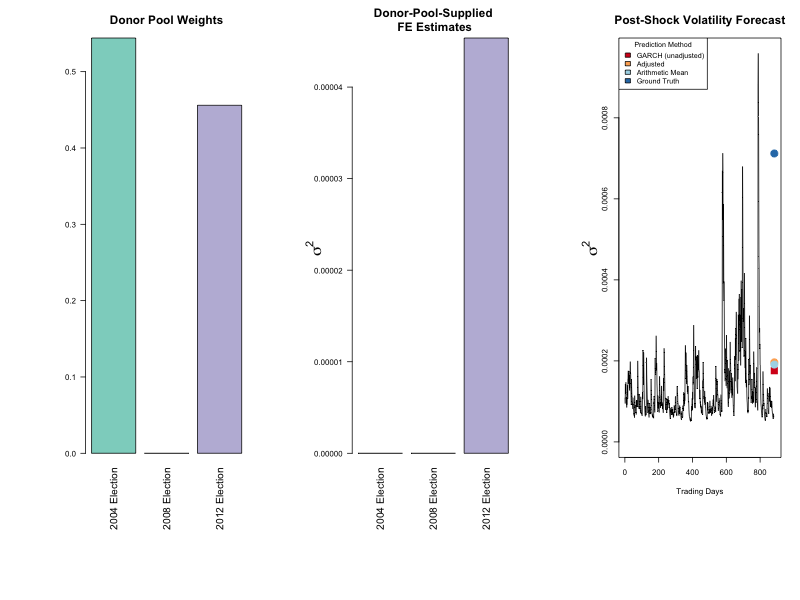 Donor Pool Weights
0.5
0.4
0.3
0.2
0.1
0.0
2004 Election
2008 Election
2012 Election
Donor-Pool-Supplied
FE Estimates
σ²
0.00004
0.00003
0.00002
0.00001
0.00000
2004 Election
2008 Election
2012 Election
Post-Shock Volatility Forecast
Prediction Method
GARCH (unadjusted)
Adjusted
Arithmetic Mean
Ground Truth
σ²
0.0008
0.0006
0.0004
0.0002
0.0000
0 200 400 600 800
Trading Days